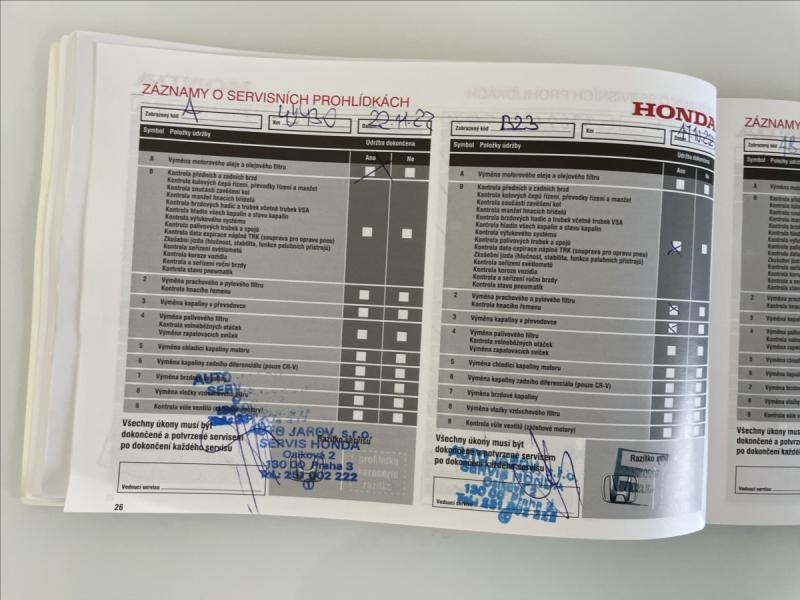 ZÁZNAMY O SERVISNÍCH PROHLÍDKÁCH
HONDA
Zobrazený kód A
Km
Datum 22.11.22
Symbol Položky údržby
Údržba dokončena
Ano Ne
A Výměna motorového oleje a olejového filtru
B Kontrola předních a zadních brzd
Kontrola kulových čepů řízení, převodky řízení a manžet
Kontrola součástí zavěšení kol
Kontrola manžet hnacích hřídelů
Kontrola brzdových hadic a trubek včetně trubek VSA
Kontrola hladin všech kapalin a stavu kapalin
Kontrola výfukového systému
Kontrola palivových trubek a spojů
Kontrola data expirace náplně TRK (souprava pro opravu pneu)
Zkušební jízda (hlučnost, stabilita, funkce palubních přístrojů)
Kontrola seřízení světlometů
Kontrola koroze vozidla
Kontrola a seřízení ruční brzdy
Kontrola stavu pneumatik
2 Výměna prachového a pylového filtru
Kontrola hnacího řemenu
3 Výměna kapaliny v převodovce
4 Výměna palivového filtru
Kontrola volnoběžných otáček
Výměna zapalovacích svíček
5 Výměna chladicí kapaliny motoru
6 Výměna kapaliny zadního diferenciálu (pouze CR-V)
7 Výměna brzdové kapaliny
8 Výměna vložky vzduchového filtru
9 Kontrola vůle ventilů (zážehové motory)
Všechny úkony musí být
dokončené a potvrzené servisem
po dokončení každého servisu
Razítko servisu
AUTO JAROV, s.r.o.
SERVIS HONDA
Osiková 2
130 00 Praha 3
Tel.: 251 002 222
Vedoucí servisu
26
Zobrazený kód B23
Km
Symbol Položky údržby
Údržba dokončena
Ano Ne
A Výměna motorového oleje a olejového filtru
B Kontrola předních a zadních brzd
Kontrola kulových čepů řízení, převodky řízení a manžet
Kontrola součástí zavěšení kol
Kontrola manžet hnacích hřídelů
Kontrola brzdových hadic a trubek včetně trubek VSA
Kontrola hladin všech kapalin a stavu kapalin
Kontrola výfukového systému
Kontrola palivových trubek a spojů
Kontrola data expirace náplně TRK (souprava pro opravu pneu)
Zkušební jízda (hlučnost, stabilita, funkce palubních přístrojů)
Kontrola seřízení světlometů
Kontrola koroze vozidla
Kontrola a seřízení ruční brzdy
Kontrola stavu pneumatik
2 Výměna prachového a pylového filtru
Kontrola hnacího řemenu
3 Výměna kapaliny v převodovce
4 Výměna palivového filtru
Kontrola volnoběžných otáček
Výměna zapalovacích svíček
5 Výměna chladicí kapaliny motoru
6 Výměna kapaliny zadního diferenciálu (pouze CR-V)
7 Výměna brzdové kapaliny
8 Výměna vložky vzduchového filtru
9 Kontrola vůle ventilů (zážehové motory)
Všechny úkony musí být
dokončené a potvrzené servisem
po dokončení každého servisu
SERVIS HONDA
Vedoucí servisu